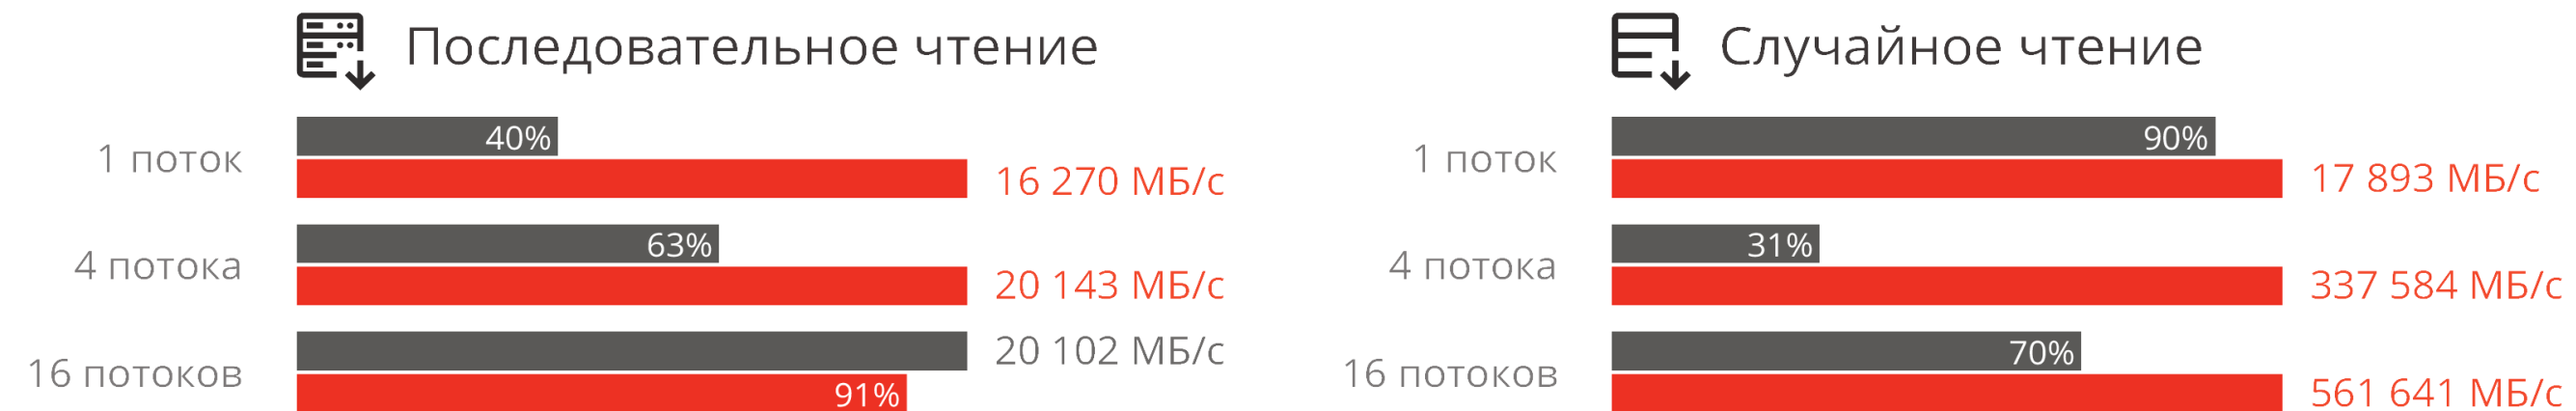 Последовательное чтение
1 поток
40%
16 270 МБ/с
4 потока
63%
20 143 МБ/с
16 потоков
20 102 МБ/с
91%
Случайное чтение
1 поток
90%
17 893 МБ/с
4 потока
31%
337 584 МБ/с
16 потоков
70%
561 641 МБ/с